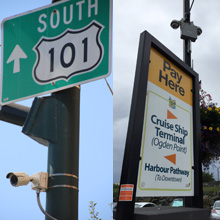 SOUTH
101
Pay
Here
Cruise Ship
Terminal
(Ogden Point)
Harbour Pathway
(To Downtown)